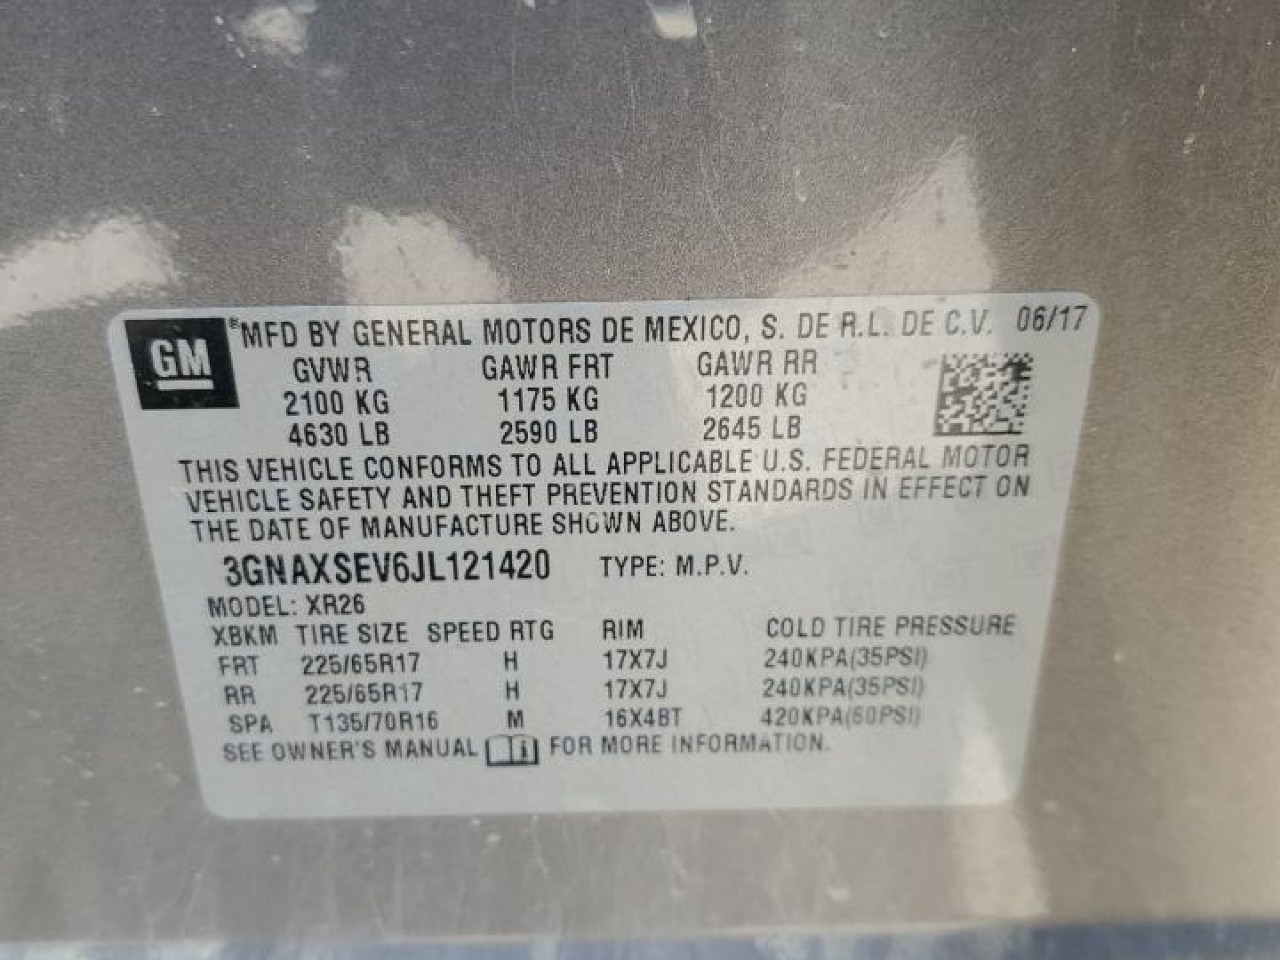 GM
®MFD BY GENERAL MOTORS DE MEXICO, S. DE R.L. DE C.V. 06/17
GVWR GAWR FRT GAWR RR
2100 KG 1175 KG 1200 KG
4630 LB 2590 LB 2645 LB
THIS VEHICLE CONFORMS TO ALL APPLICABLE U.S. FEDERAL MOTOR
VEHICLE SAFETY AND THEFT PREVENTION STANDARDS IN EFFECT ON
THE DATE OF MANUFACTURE SHOWN ABOVE.
3GNAXSEV6JL121420 TYPE: M.P.V.
MODEL: XR26
XBKM TIRE SIZE SPEED RTG RIM COLD TIRE PRESSURE
FRT 225/65R17 H 17X7J 240KPA(35PSI)
RR 225/65R17 H 17X7J 240KPA(35PSI)
SPA T135/70R16 M 16X4BT 420KPA(60PSI)
SEE OWNER'S MANUAL i FOR MORE INFORMATION.